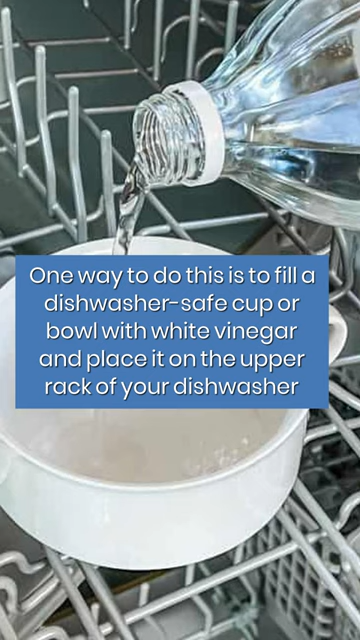 One way to do this is to fill a
dishwasher-safe cup or
bowl with white vinegar
and place it on the upper
rack of your dishwasher